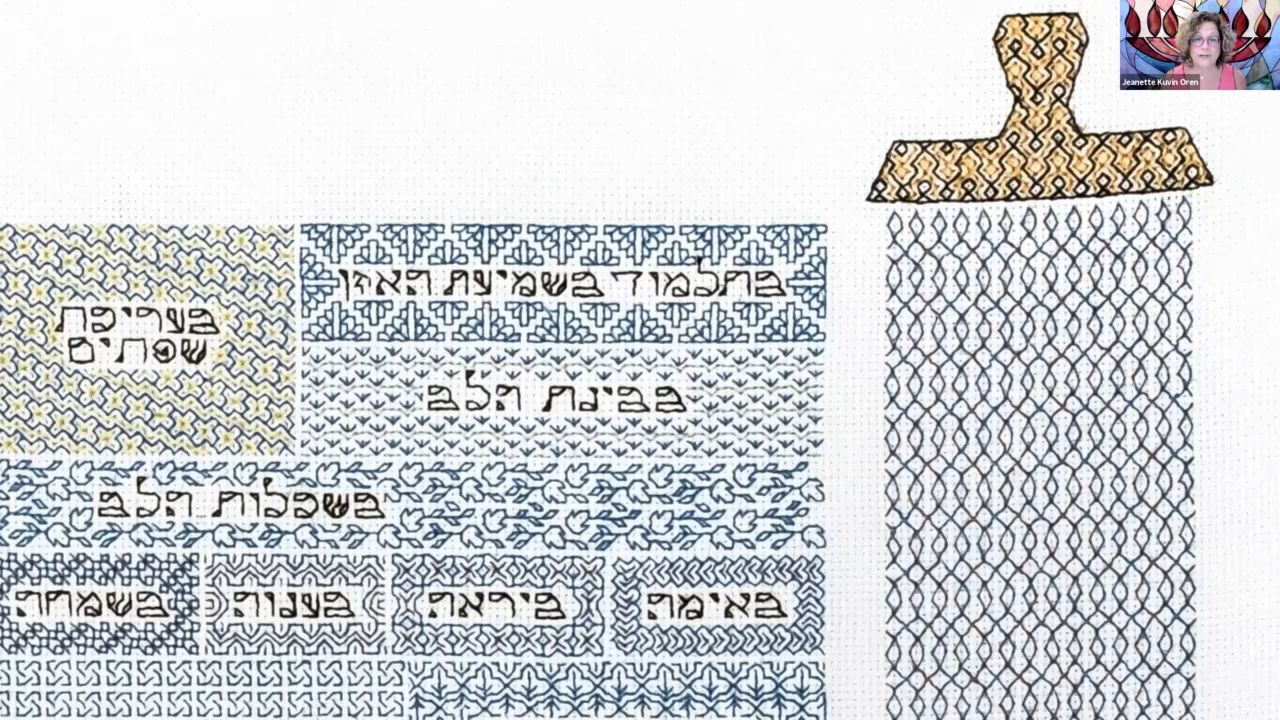 Jeanette Kuvin Oren
בתלמוד בשמיעת האזן
בעריכת
שפתים
בבינת הלב
בשכלות הלב
באימה ביראה בענוה בשמחה